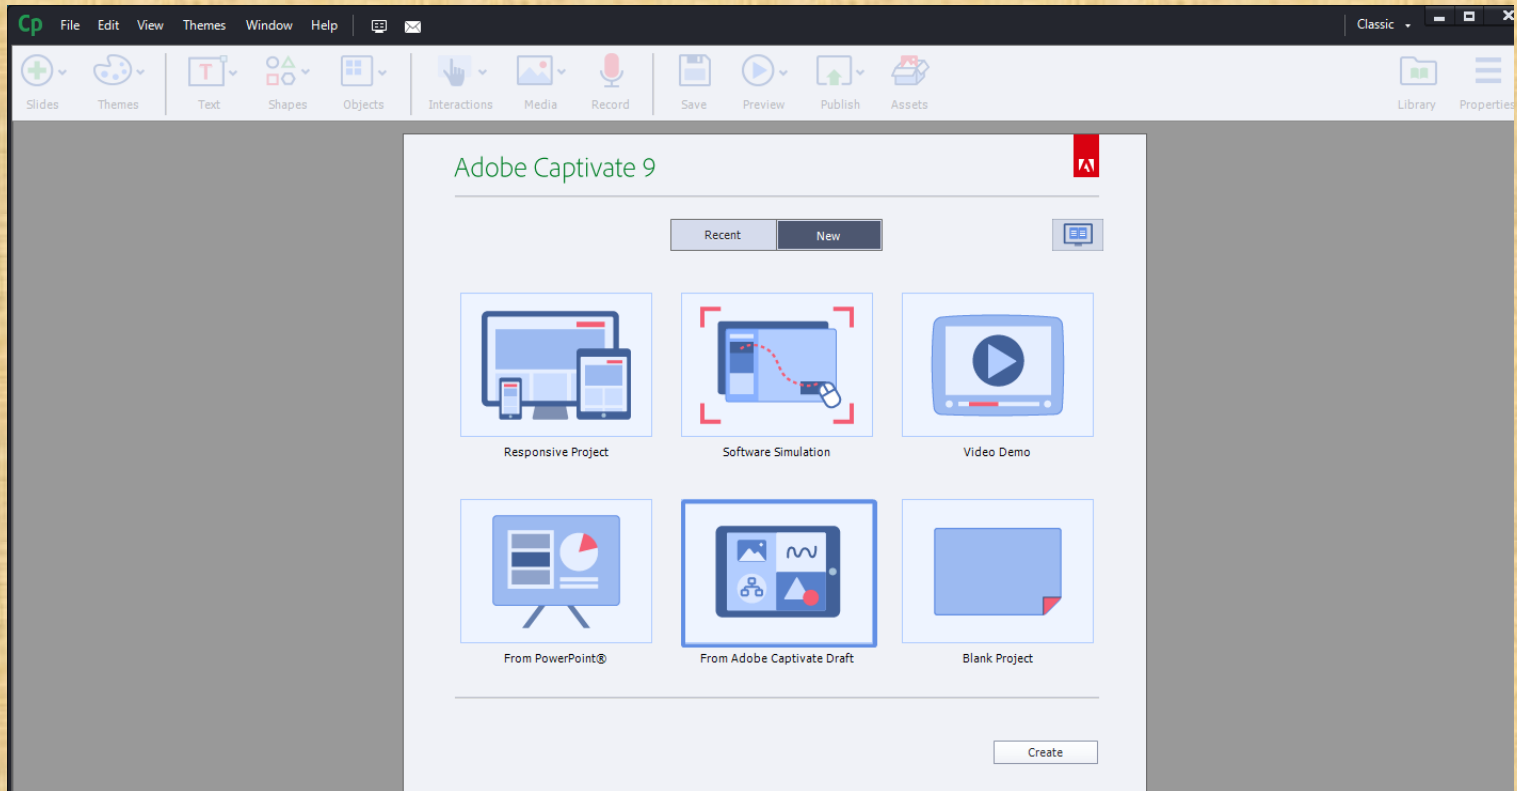 Cp File Edit View Themes Window Help Classic
Slides Themes Text Shapes Objects Interactions Media Record Save Preview Publish Assets Library Properties
Adobe Captivate 9
Recent New
Responsive Project Software Simulation Video Demo
From PowerPoint® From Adobe Captivate Draft Blank Project
Create